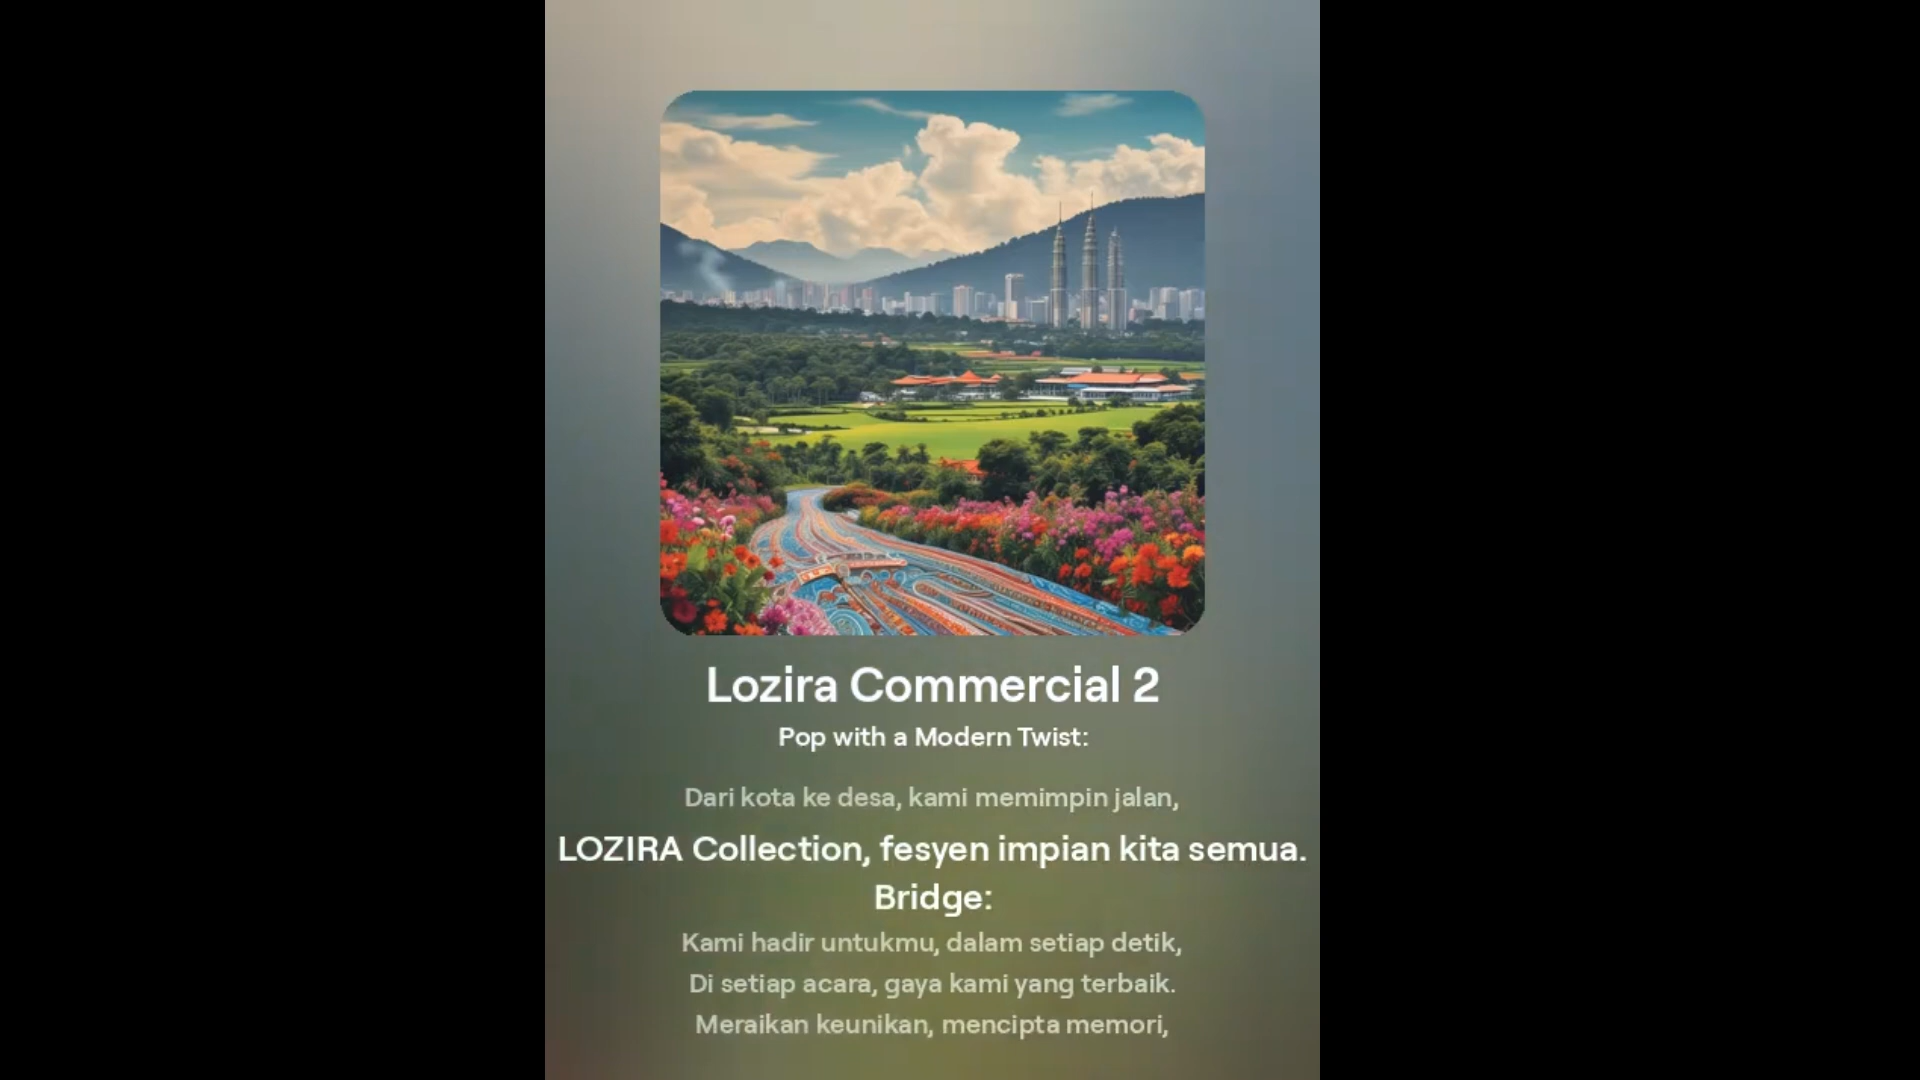 Lozira Commercial 2
Pop with a Modern Twist:
Dari kota ke desa, kami memimpin jalan,
LOZIRA Collection, fesyen impian kita semua.
Bridge:
Kami hadir untukmu, dalam setiap detik,
Di setiap acara, gaya kami yang terbaik.
Meraikan keunikan, mencipta memori,